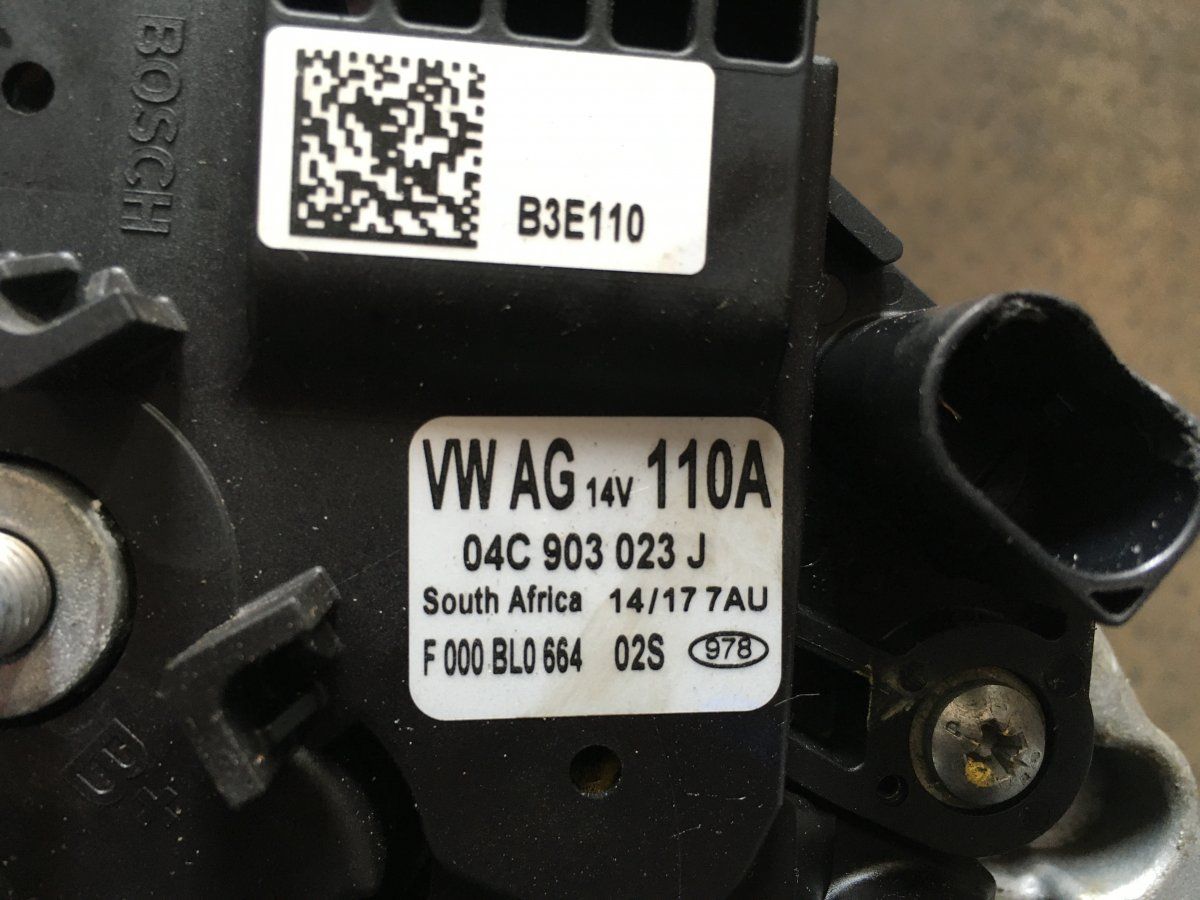 BOSCH
B3E110
VW AG 14V 110A
04C 903 023 J
South Africa 14/17 7AU
F 000 BL0 664 02S 978
B+